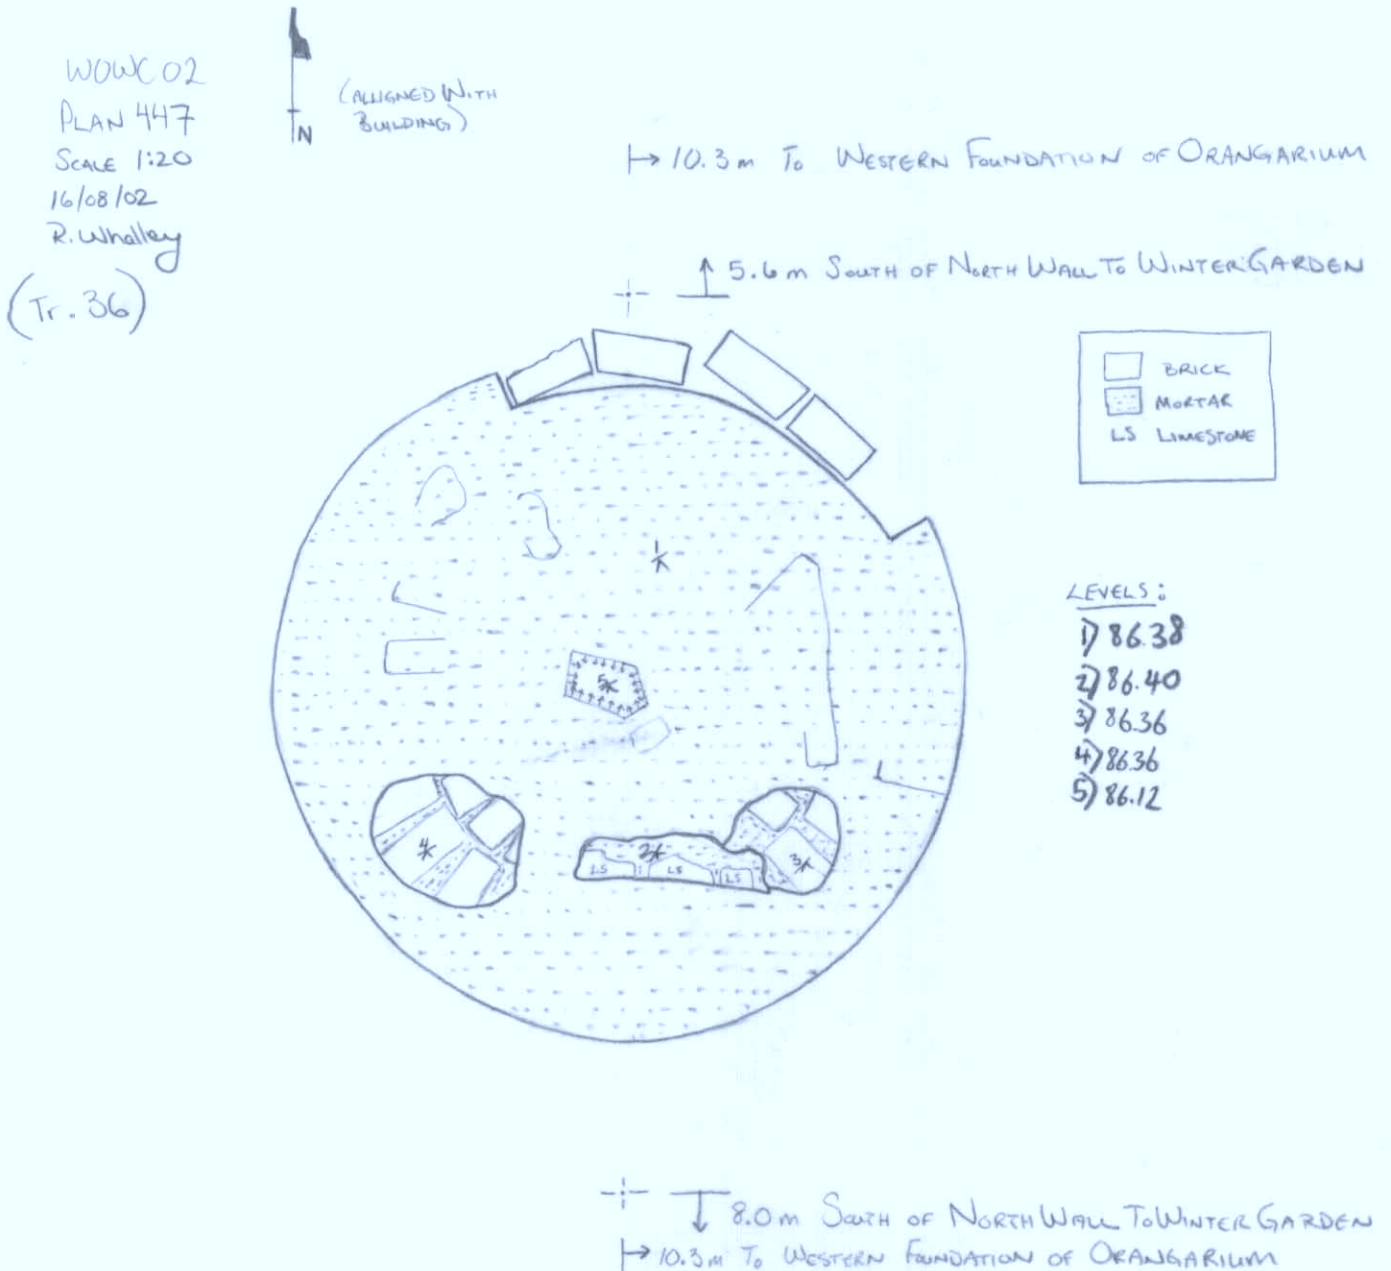 WOWC02
PLAN 447
SCALE 1:20
16/08/02
R. Whalley
(Tr. 36)
N
(ALLIGNED WITH
BUILDING)
10.3m TO WESTERN FOUNDATION OF ORANGARIUM
5.6m SOUTH OF NORTH WALL TO WINTER GARDEN
BRICK
MORTAR
LS LIMESTONE
LEVELS:
1) 86.38
2) 86.40
3) 86.36
4) 86.36
5) 86.12
1
5
4
2
3
LS
LS
LS
8.0m SOUTH OF NORTH WALL TO WINTER GARDEN
10.3m TO WESTERN FOUNDATION OF ORANGARIUM